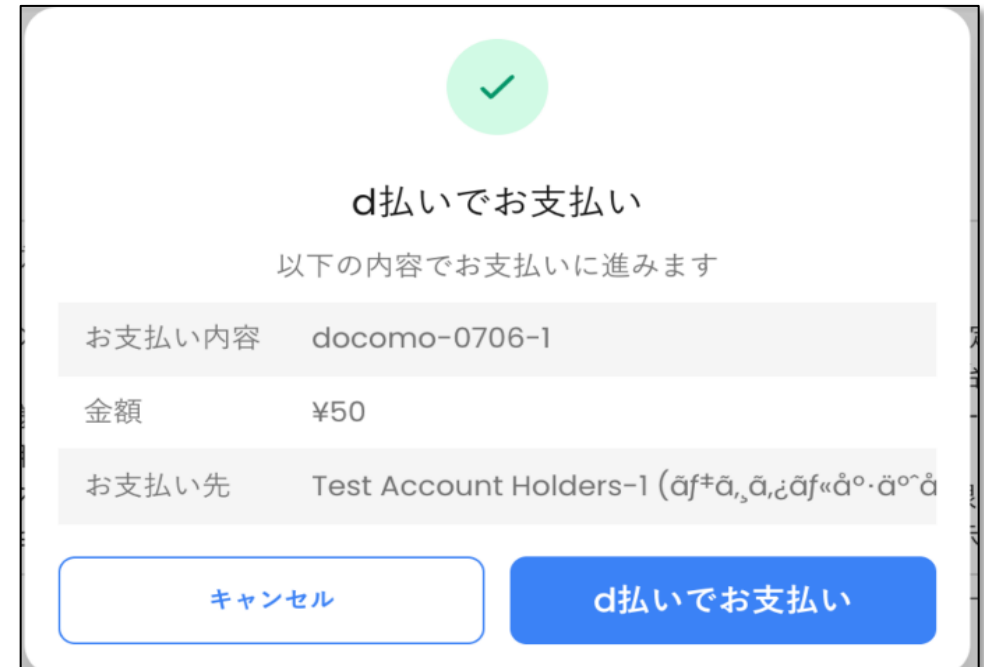 d払いでお支払い
以下の内容でお支払いに進みます
お支払い内容 docomo-0706-1
金額 ¥50
お支払い先 Test Account Holders-1 (ãƒ‡ã‚¸ã‚¿ãƒ«åº·äºˆå
キャンセル d払いでお支払い